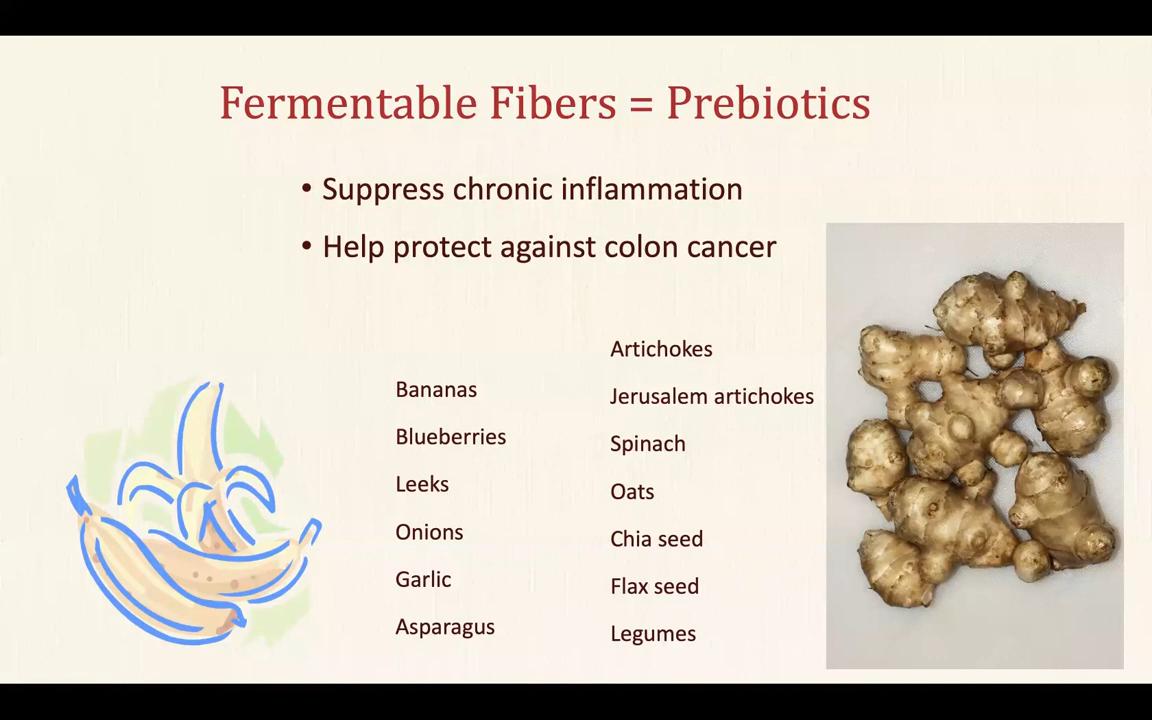 Fermentable Fibers = Prebiotics
• Suppress chronic inflammation
• Help protect against colon cancer
Bananas
Blueberries
Leeks
Onions
Garlic
Asparagus
Artichokes
Jerusalem artichokes
Spinach
Oats
Chia seed
Flax seed
Legumes